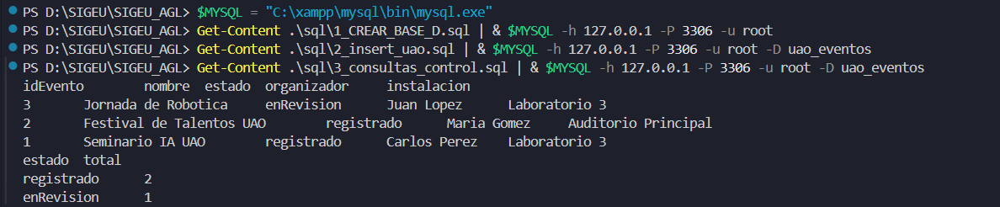 PS D:\SIGEU\SIGEU_AGL> $MYSQL = "C:\xampp\mysql\bin\mysql.exe"
PS D:\SIGEU\SIGEU_AGL> Get-Content .\sql\1_CREAR_BASE_D.sql | & $MYSQL -h 127.0.0.1 -P 3306 -u root
PS D:\SIGEU\SIGEU_AGL> Get-Content .\sql\2_insert_uao.sql | & $MYSQL -h 127.0.0.1 -P 3306 -u root -D uao_eventos
PS D:\SIGEU\SIGEU_AGL> Get-Content .\sql\3_consultas_control.sql | & $MYSQL -h 127.0.0.1 -P 3306 -u root -D uao_eventos
idEvento nombre estado organizador instalacion
3 Jornada de Robotica enRevision Juan Lopez Laboratorio 3
2 Festival de Talentos UAO registrado Maria Gomez Auditorio Principal
1 Seminario IA UAO registrado Carlos Perez Laboratorio 3
estado total
registrado 2
enRevision 1